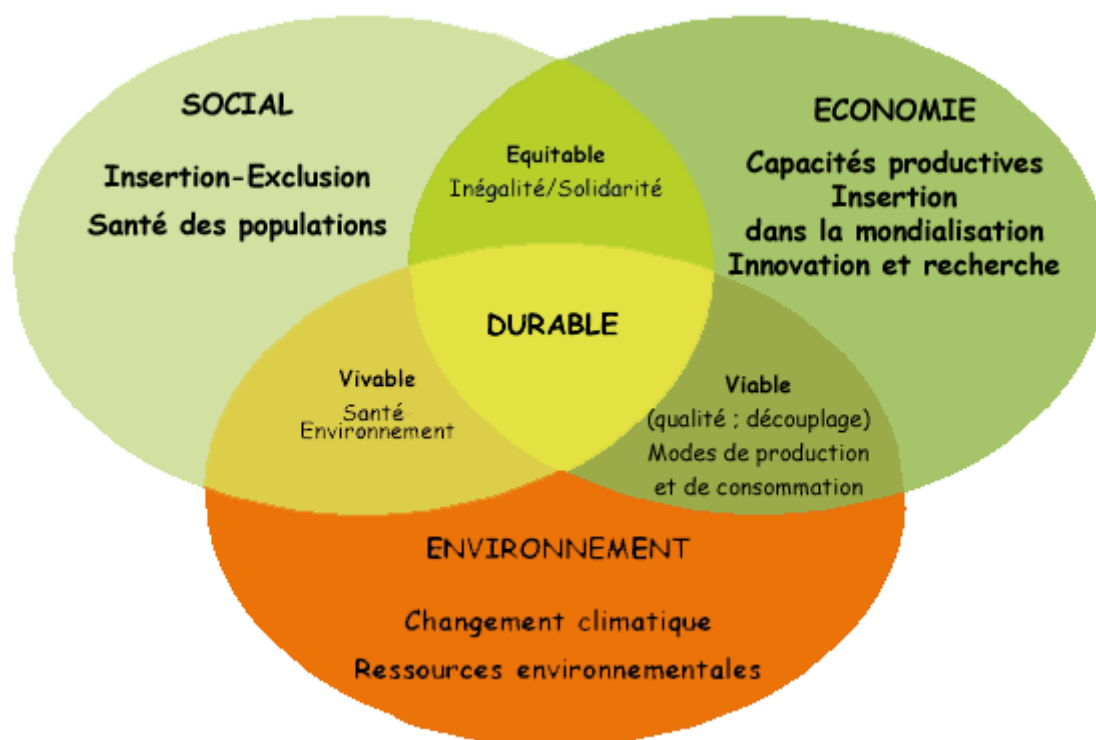 SOCIAL
Insertion-Exclusion
Santé des populations
Equitable
Inégalité/Solidarité
ECONOMIE
Capacités productives
Insertion
dans la mondialisation
Innovation et recherche
DURABLE
Vivable
Santé-
Environnement
Viable
(qualité ; découplage)
Modes de production
et de consommation
ENVIRONNEMENT
Changement climatique
Ressources environnementales